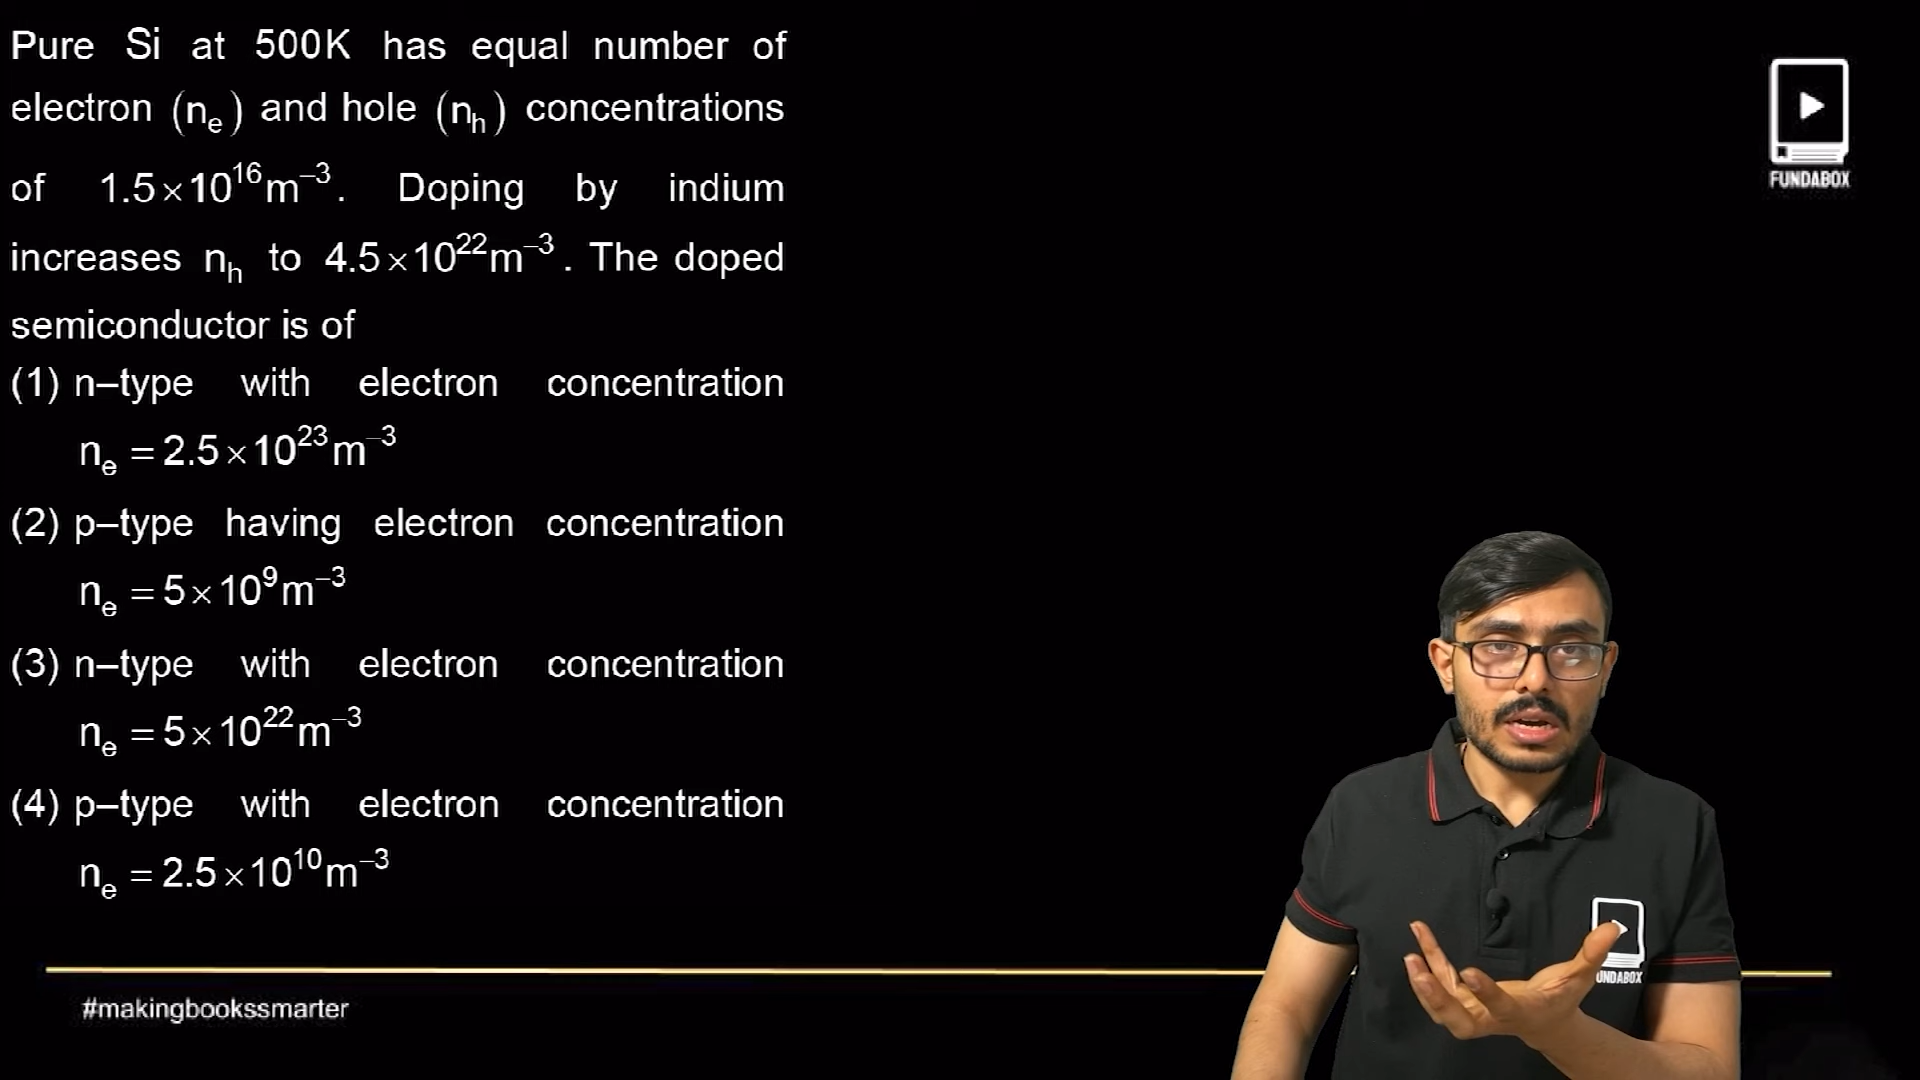 Pure Si at 500K has equal number of
electron (nₑ) and hole (nₕ) concentrations
of 1.5×10¹⁶m⁻³. Doping by indium
increases nₕ to 4.5×10²²m⁻³. The doped
semiconductor is of
(1) n–type with electron concentration
nₑ = 2.5×10²³m⁻³
(2) p–type having electron concentration
nₑ = 5×10⁹m⁻³
(3) n–type with electron concentration
nₑ = 5×10²²m⁻³
(4) p–type with electron concentration
nₑ = 2.5×10¹⁰m⁻³
FUNDABOX
UNDABOX
#makingbookssmarter